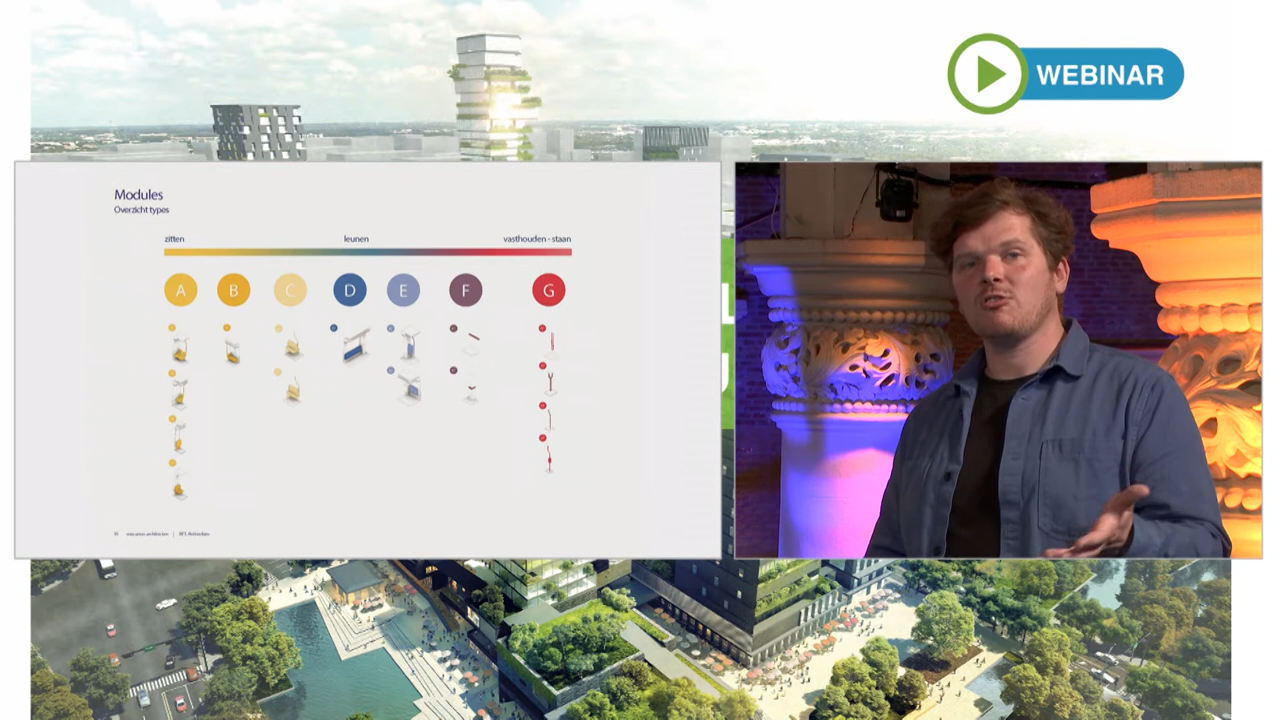 WEBINAR
Modules
Overzicht types
zitten leunen vasthouden - staan
A B C D E F G